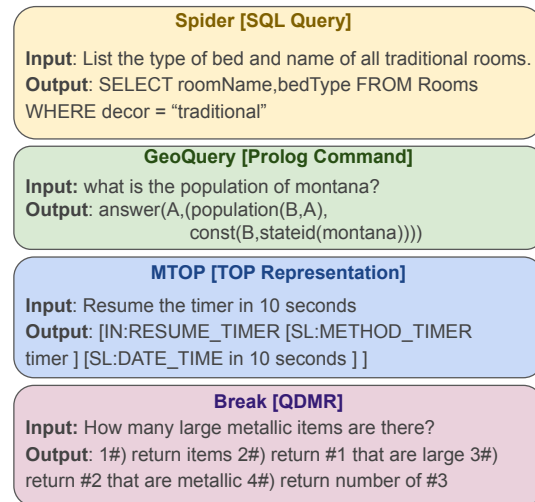 Spider [SQL Query]
Input: List the type of bed and name of all traditional rooms.
Output: SELECT roomName,bedType FROM Rooms
WHERE decor = “traditional”
GeoQuery [Prolog Command]
Input: what is the population of montana?
Output: answer(A,(population(B,A),
const(B,stateid(montana))))
MTOP [TOP Representation]
Input: Resume the timer in 10 seconds
Output: [IN:RESUME_TIMER [SL:METHOD_TIMER
timer ] [SL:DATE_TIME in 10 seconds ] ]
Break [QDMR]
Input: How many large metallic items are there?
Output: 1#) return items 2#) return #1 that are large 3#)
return #2 that are metallic 4#) return number of #3